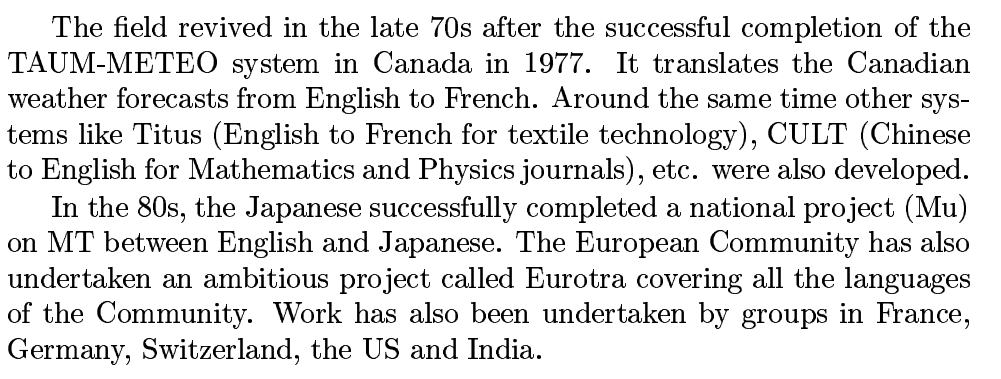 The field revived in the late 70s after the successful completion of the
TAUM-METEO system in Canada in 1977. It translates the Canadian
weather forecasts from English to French. Around the same time other sys-
tems like Titus (English to French for textile technology), CULT (Chinese
to English for Mathematics and Physics journals), etc. were also developed.
In the 80s, the Japanese successfully completed a national project (Mu)
on MT between English and Japanese. The European Community has also
undertaken an ambitious project called Eurotra covering all the languages
of the Community. Work has also been undertaken by groups in France,
Germany, Switzerland, the US and India.